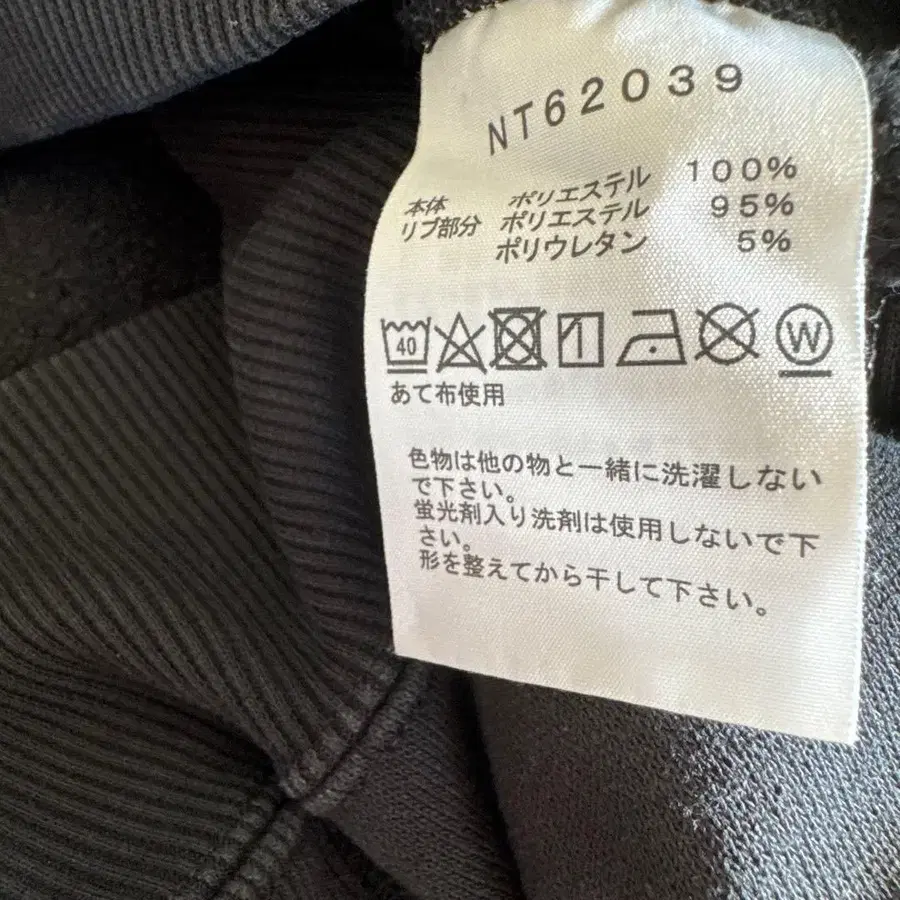 NT62039
本体 ポリエステル 100%
リブ部分 ポリエステル 95%
ポリウレタン 5%
40 W
あて布使用
色物は他の物と一緒に洗濯しない
で下さい。
蛍光剤入り洗剤は使用しないで下
さい。
形を整えてから干して下さい。